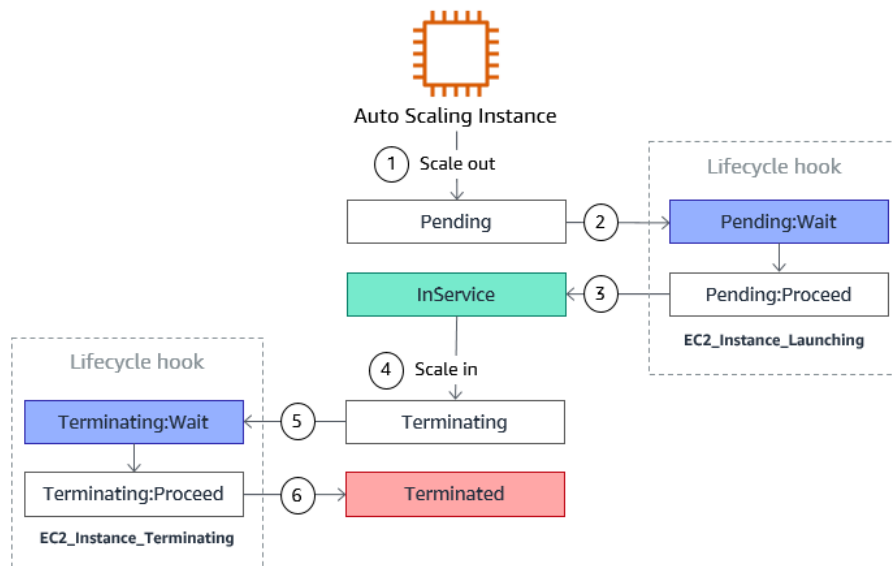 Auto Scaling Instance
1 Scale out
Lifecycle hook
Pending
2
Pending:Wait
InService
3
Pending:Proceed
EC2_Instance_Launching
Lifecycle hook
4 Scale in
Terminating:Wait
5
Terminating
Terminating:Proceed
6
Terminated
EC2_Instance_Terminating